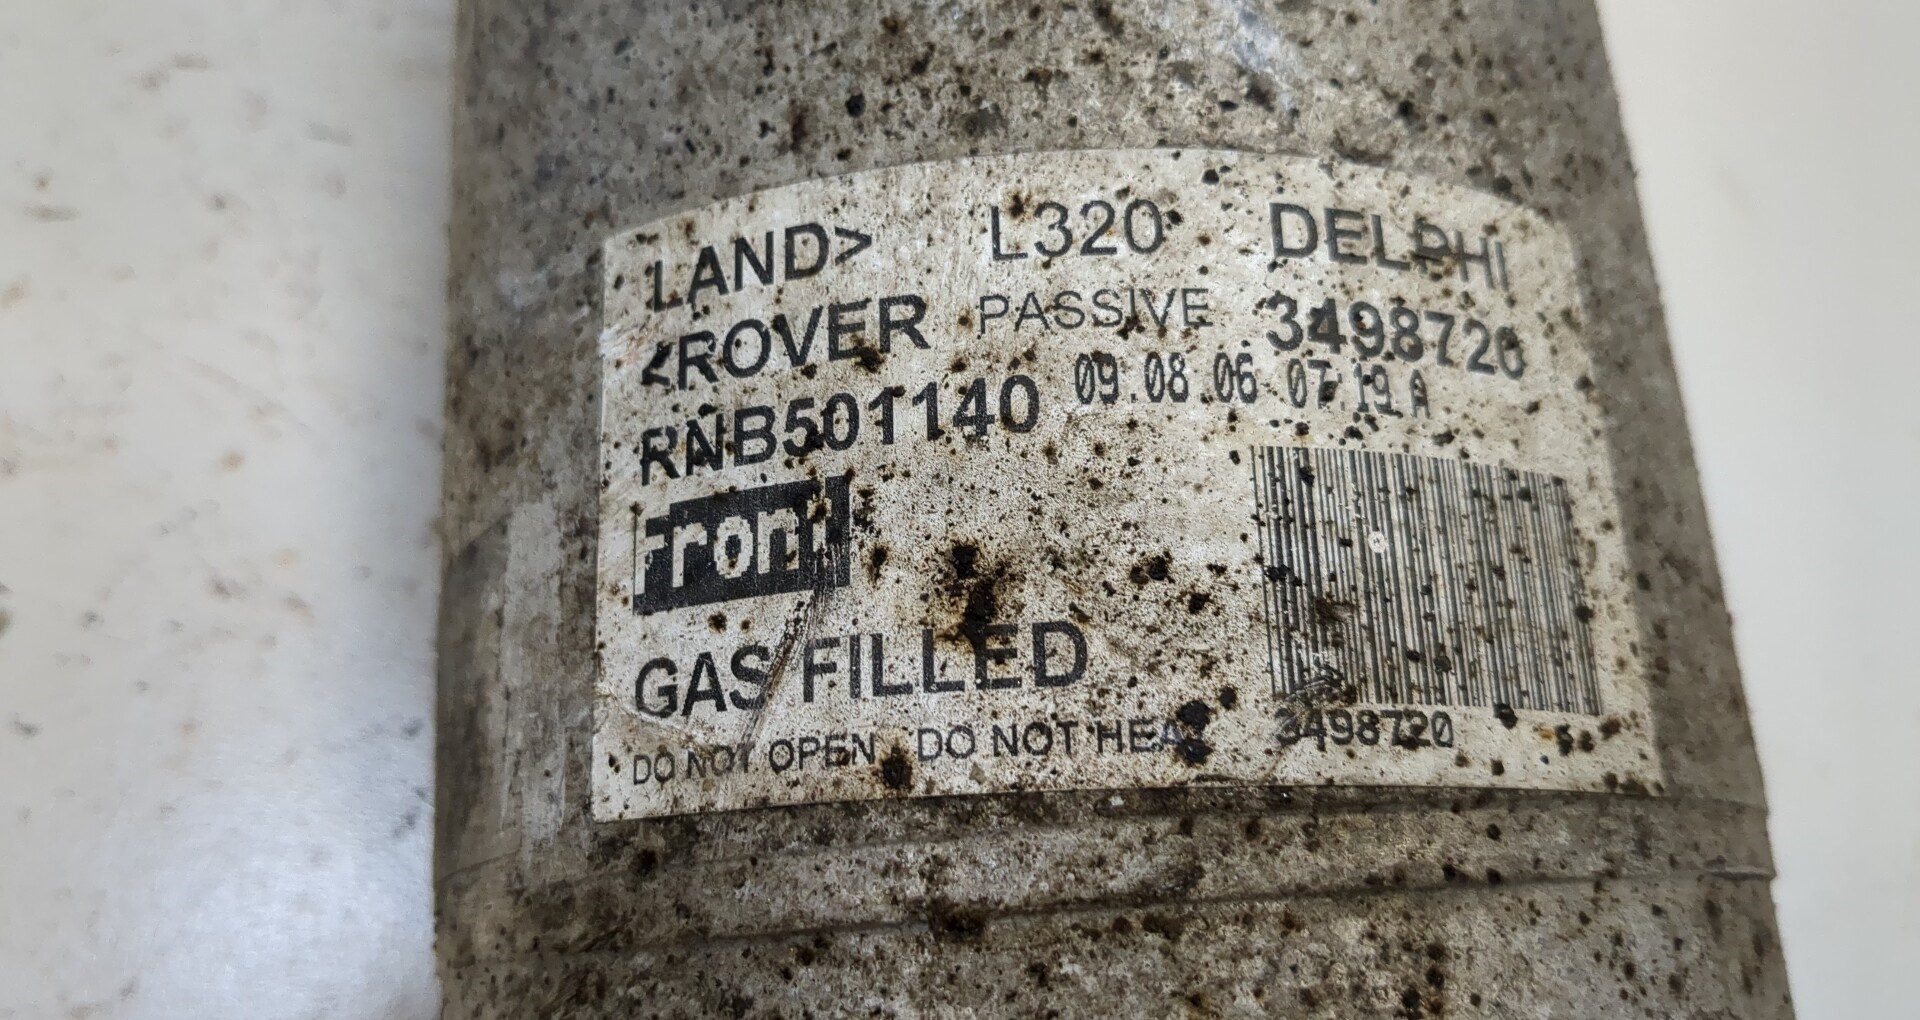 LAND> L320 DELPHI
<ROVER PASSIVE 3498720
RNB501140 09.08.06 07:19 A
Front
GAS FILLED
DO NOT OPEN DO NOT HEAT 3498720